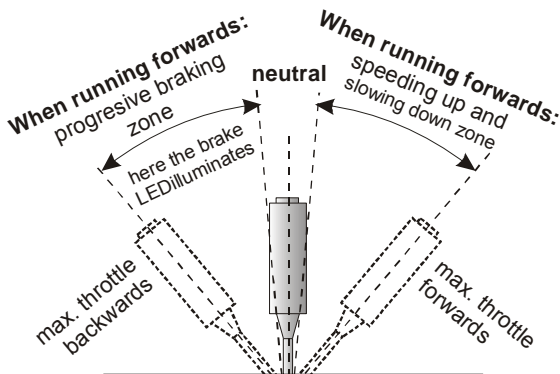 When running forwards:
progresive braking
zone
here the brake
LEDilluminates
neutral
When running forwards:
speeding up and
slowing down zone
max. throttle
backwards
max. throttle
forwards